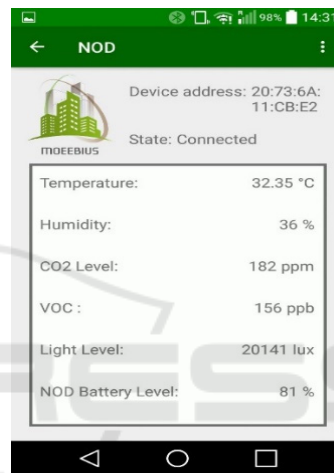 98% 14:31
NOD
Device address: 20:73:6A:
11:CB:E2
State: Connected
MOEEBIUS
Temperature: 32.35 °C
Humidity: 36 %
CO2 Level: 182 ppm
VOC : 156 ppb
Light Level: 20141 lux
NOD Battery Level: 81 %